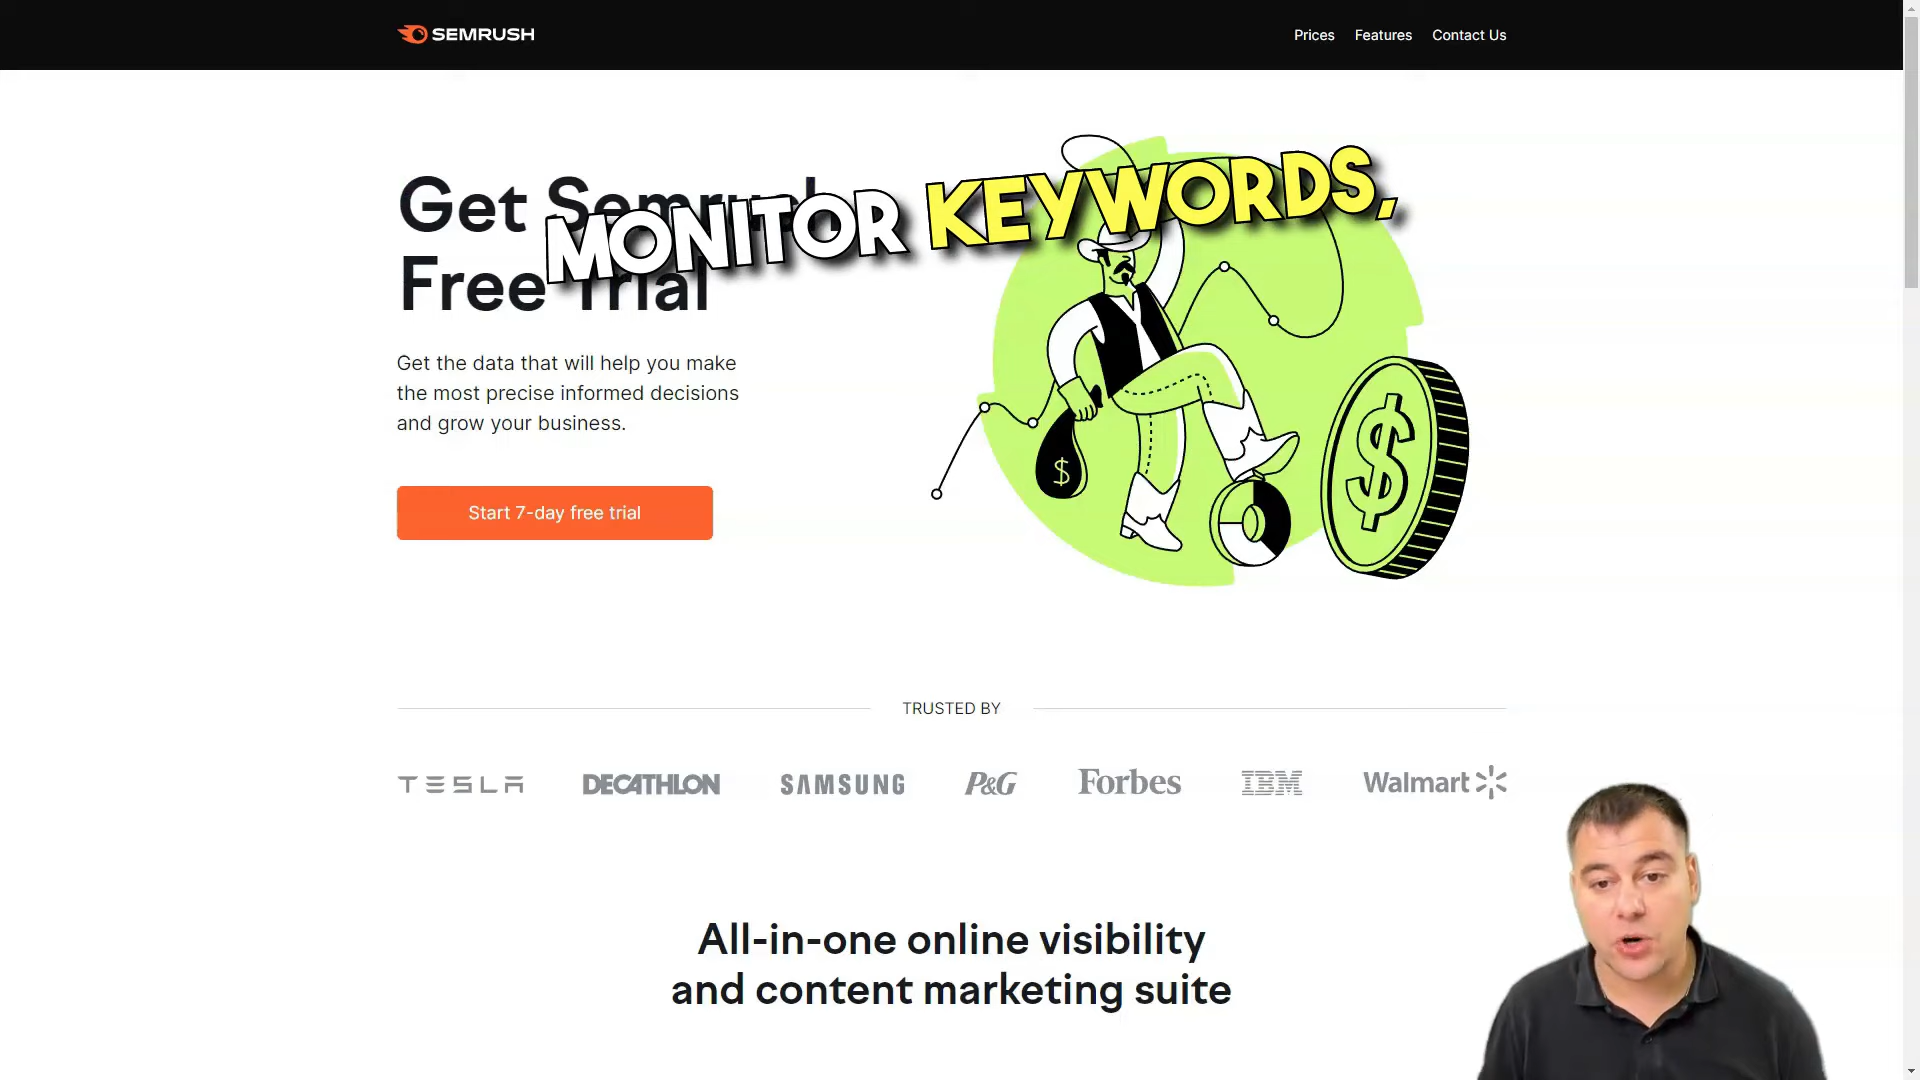 SEMRUSH
Prices
Features
Contact Us
Get Semrush
Free Trial
MONITOR KEYWORDS,
Get the data that will help you make
the most precise informed decisions
and grow your business.
$
$
Start 7-day free trial
TRUSTED BY
TESLA
DECATHLON
SAMSUNG
P&G
Forbes
IBM
Walmart
All-in-one online visibility
and content marketing suite